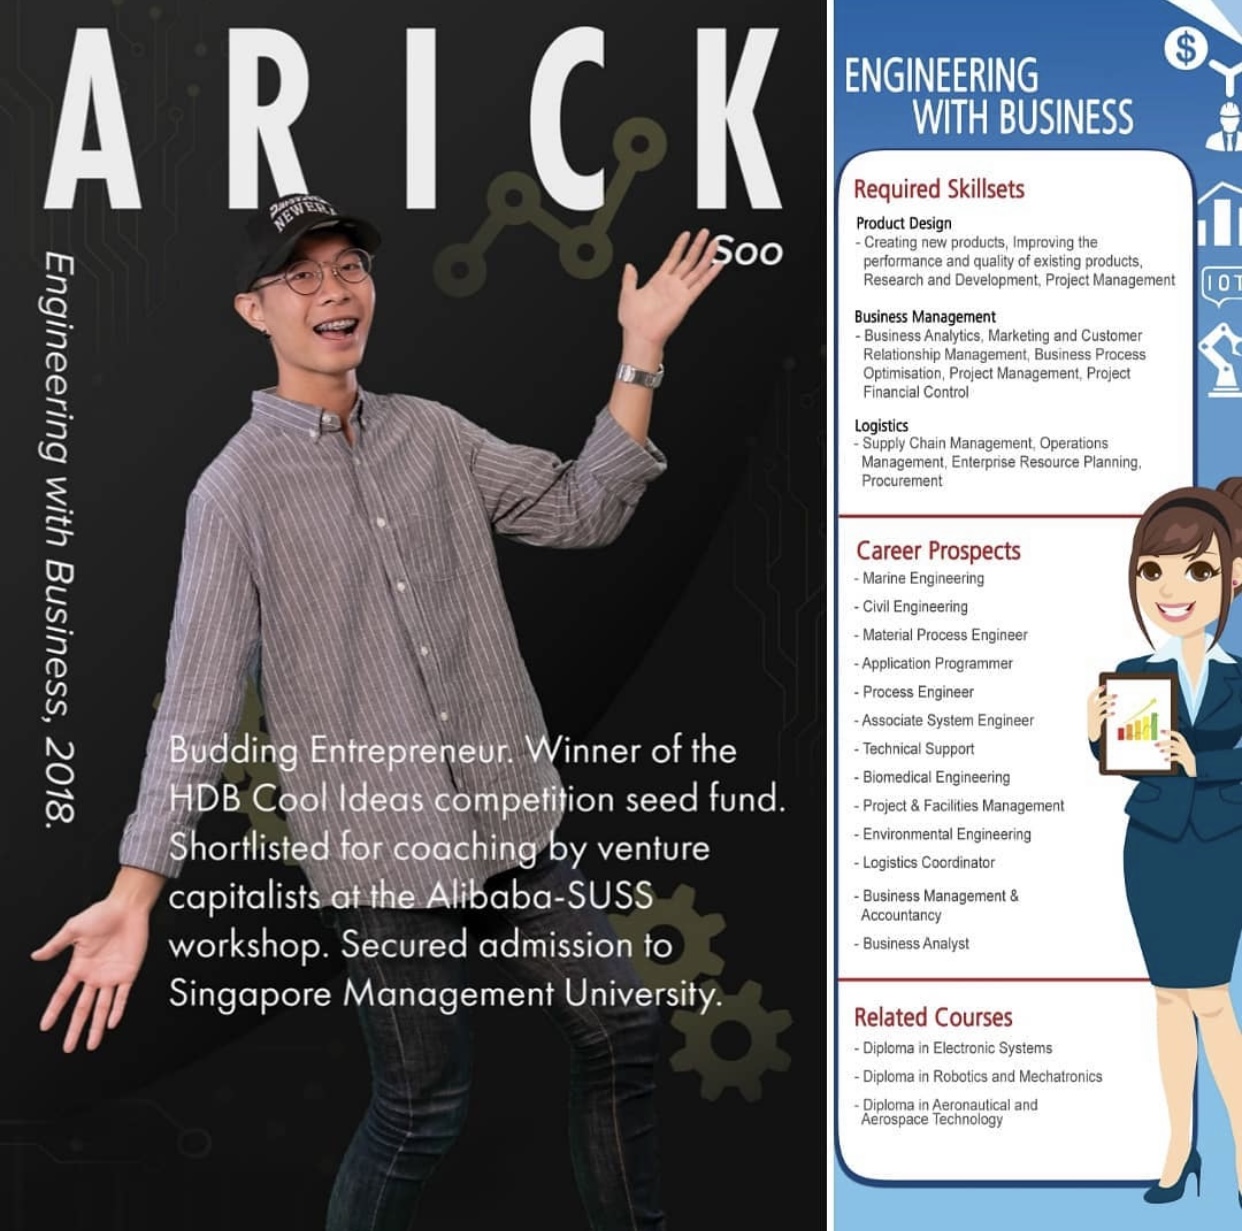 ARICK
Soo
Engineering with Business, 2018.
NEWERA
Budding Entrepreneur. Winner of the
HDB Cool Ideas competition seed fund.
Shortlisted for coaching by venture
capitalists at the Alibaba-SUSS
workshop. Secured admission to
Singapore Management University.
$
ENGINEERING
WITH BUSINESS
IOT
Required Skillsets
Product Design
- Creating new products, Improving the
performance and quality of existing products,
Research and Development, Project Management
Business Management
- Business Analytics, Marketing and Customer
Relationship Management, Business Process
Optimisation, Project Management, Project
Financial Control
Logistics
- Supply Chain Management, Operations
Management, Enterprise Resource Planning,
Procurement
Career Prospects
- Marine Engineering
- Civil Engineering
- Material Process Engineer
- Application Programmer
- Process Engineer
- Associate System Engineer
- Technical Support
- Biomedical Engineering
- Project & Facilities Management
- Environmental Engineering
- Logistics Coordinator
- Business Management &
Accountancy
- Business Analyst
Related Courses
- Diploma in Electronic Systems
- Diploma in Robotics and Mechatronics
- Diploma in Aeronautical and
Aerospace Technology